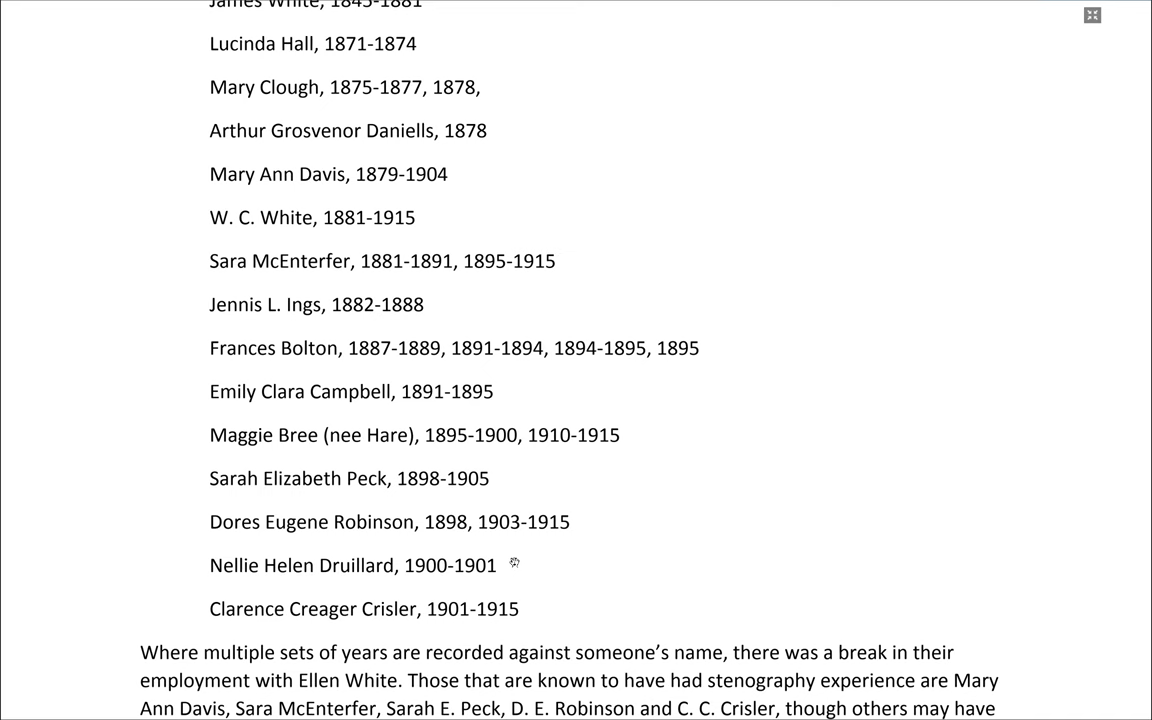 James White, 1845-1881
Lucinda Hall, 1871-1874
Mary Clough, 1875-1877, 1878,
Arthur Grosvenor Daniells, 1878
Mary Ann Davis, 1879-1904
W. C. White, 1881-1915
Sara McEnterfer, 1881-1891, 1895-1915
Jennis L. Ings, 1882-1888
Frances Bolton, 1887-1889, 1891-1894, 1894-1895, 1895
Emily Clara Campbell, 1891-1895
Maggie Bree (nee Hare), 1895-1900, 1910-1915
Sarah Elizabeth Peck, 1898-1905
Dores Eugene Robinson, 1898, 1903-1915
Nellie Helen Druillard, 1900-1901
Clarence Creager Crisler, 1901-1915
Where multiple sets of years are recorded against someone’s name, there was a break in their
employment with Ellen White. Those that are known to have had stenography experience are Mary
Ann Davis, Sara McEnterfer, Sarah E. Peck, D. E. Robinson and C. C. Crisler, though others may have